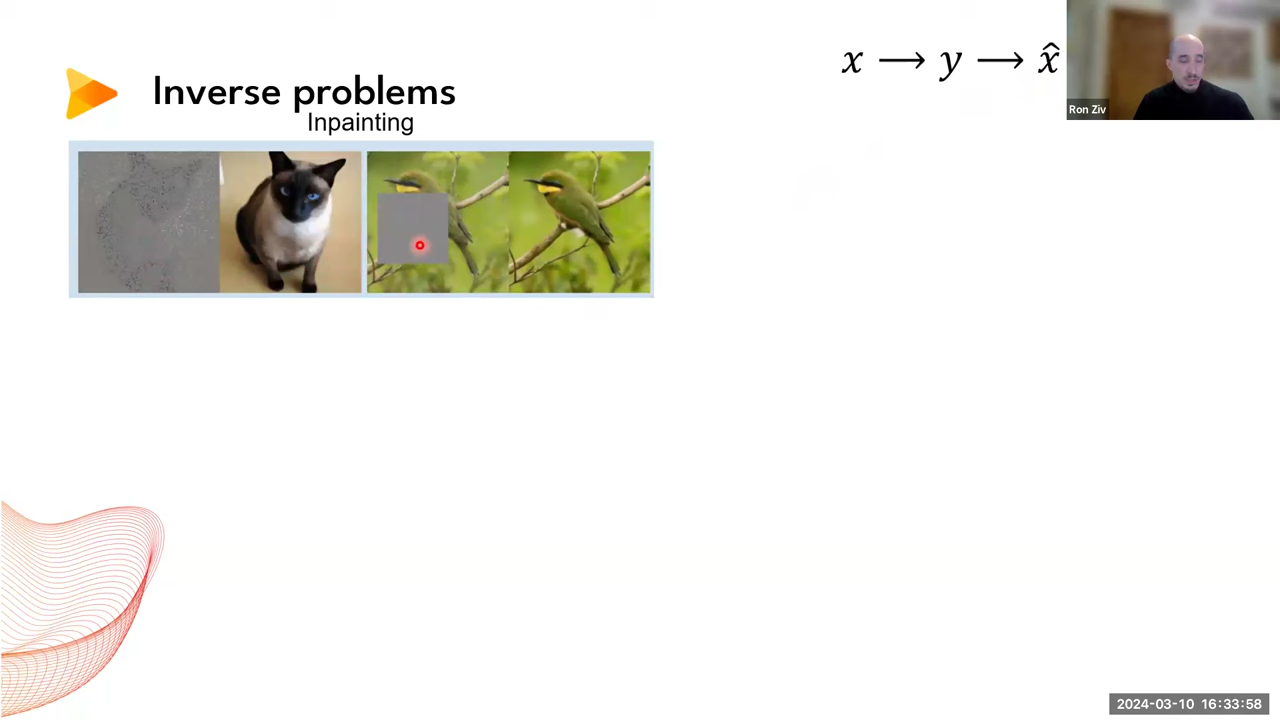 x ⟶ y ⟶ x̂
Inverse problems
Inpainting
Ron Ziv
2024-03-10 16:33:58